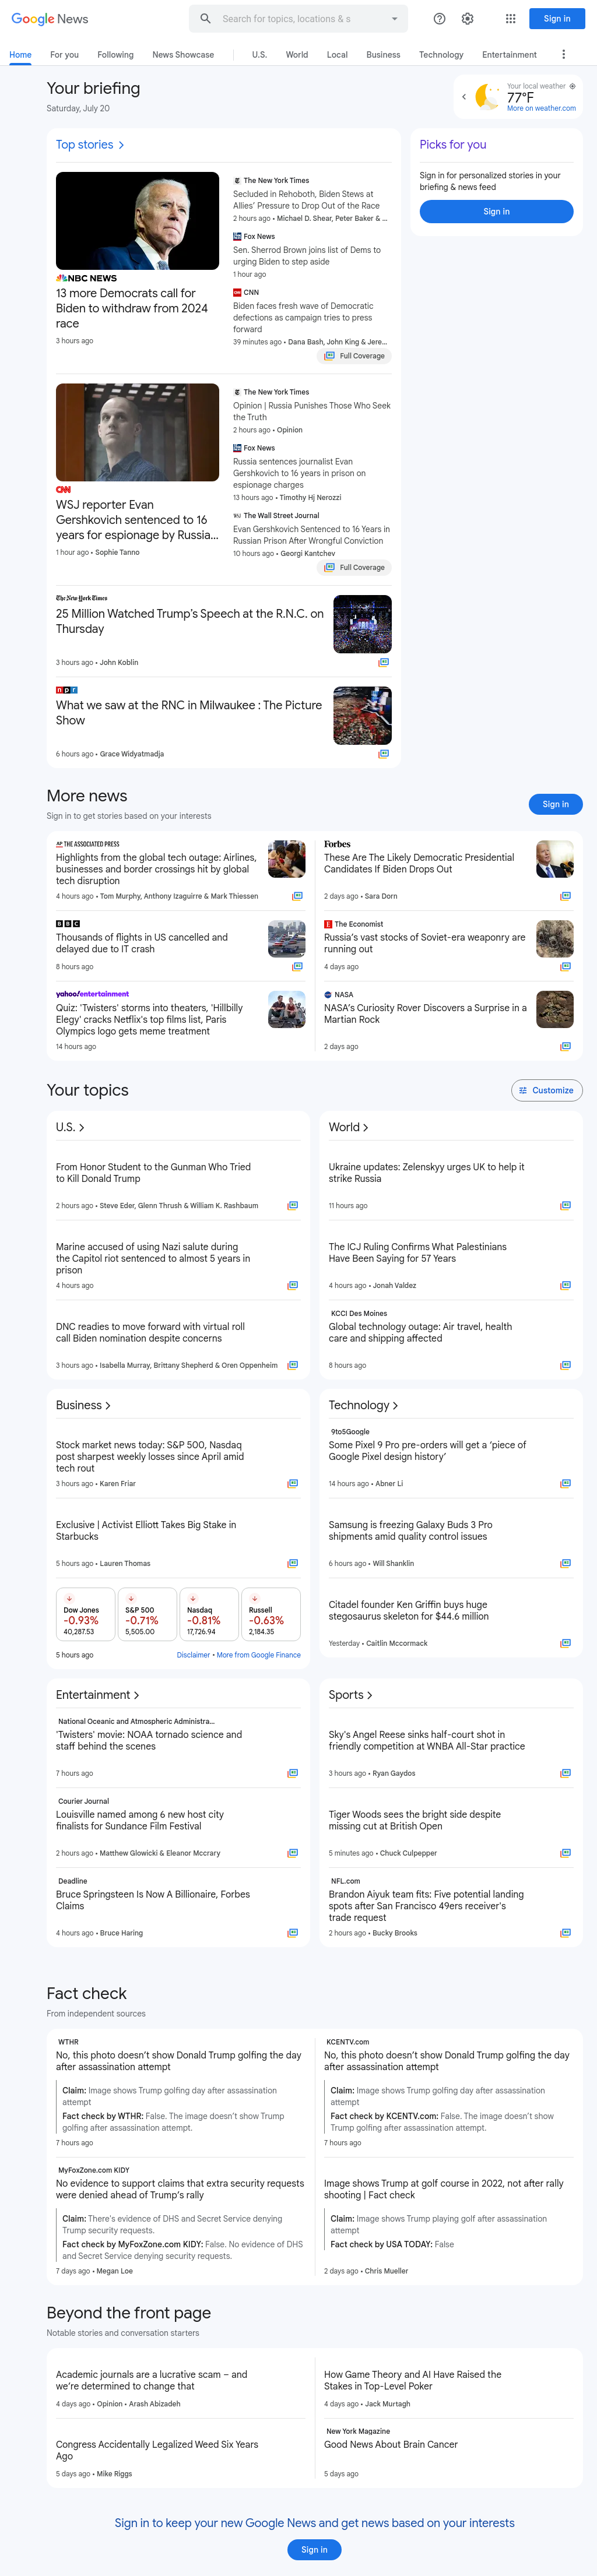 Google News
Search for topics, locations & s
Sign in
Home
For you
Following
News Showcase
U.S.
World
Local
Business
Technology
Entertainment
Your briefing
Saturday, July 20
Your local weather
77°F
More on weather.com
Top stories
NBC NEWS
13 more Democrats call for
Biden to withdraw from 2024
race
3 hours ago
The New York Times
Secluded in Rehoboth, Biden Stews at
Allies’ Pressure to Drop Out of the Race
2 hours ago • Michael D. Shear, Peter Baker & ...
Fox News
Sen. Sherrod Brown joins list of Dems to
urging Biden to step aside
1 hour ago
CNN
Biden faces fresh wave of Democratic
defections as campaign tries to press
forward
39 minutes ago • Dana Bash, John King & Jere...
Full Coverage
CNN
WSJ reporter Evan
Gershkovich sentenced to 16
years for espionage by Russia...
1 hour ago • Sophie Tanno
The New York Times
Opinion | Russia Punishes Those Who Seek
the Truth
2 hours ago • Opinion
Fox News
Russia sentences journalist Evan
Gershkovich to 16 years in prison on
espionage charges
13 hours ago • Timothy Hj Nerozzi
The Wall Street Journal
Evan Gershkovich Sentenced to 16 Years in
Russian Prison After Wrongful Conviction
10 hours ago • Georgi Kantchev
Full Coverage
The New York Times
25 Million Watched Trump’s Speech at the R.N.C. on
Thursday
3 hours ago • John Koblin
npr
What we saw at the RNC in Milwaukee : The Picture
Show
6 hours ago • Grace Widyatmadja
Picks for you
Sign in for personalized stories in your
briefing & news feed
Sign in
More news
Sign in to get stories based on your interests
Sign in
AP THE ASSOCIATED PRESS
Highlights from the global tech outage: Airlines,
businesses and border crossings hit by global
tech disruption
4 hours ago • Tom Murphy, Anthony Izaguirre & Mark Thiessen
Forbes
These Are The Likely Democratic Presidential
Candidates If Biden Drops Out
2 days ago • Sara Dorn
BBC
Thousands of flights in US cancelled and
delayed due to IT crash
8 hours ago
The Economist
Russia’s vast stocks of Soviet-era weaponry are
running out
4 days ago
yahoo!entertainment
Quiz: 'Twisters' storms into theaters, 'Hillbilly
Elegy' cracks Netflix's top films list, Paris
Olympics logo gets meme treatment
14 hours ago
NASA
NASA’s Curiosity Rover Discovers a Surprise in a
Martian Rock
2 days ago
Your topics
Customize
U.S.
From Honor Student to the Gunman Who Tried
to Kill Donald Trump
2 hours ago • Steve Eder, Glenn Thrush & William K. Rashbaum
Marine accused of using Nazi salute during
the Capitol riot sentenced to almost 5 years in
prison
4 hours ago
DNC readies to move forward with virtual roll
call Biden nomination despite concerns
3 hours ago • Isabella Murray, Brittany Shepherd & Oren Oppenheim
World
Ukraine updates: Zelenskyy urges UK to help it
strike Russia
11 hours ago
The ICJ Ruling Confirms What Palestinians
Have Been Saying for 57 Years
4 hours ago • Jonah Valdez
KCCI Des Moines
Global technology outage: Air travel, health
care and shipping affected
8 hours ago
Business
Stock market news today: S&P 500, Nasdaq
post sharpest weekly losses since April amid
tech rout
3 hours ago • Karen Friar
Exclusive | Activist Elliott Takes Big Stake in
Starbucks
5 hours ago • Lauren Thomas
Dow Jones
-0.93%
40,287.53
S&P 500
-0.71%
5,505.00
Nasdaq
-0.81%
17,726.94
Russell
-0.63%
2,184.35
5 hours ago
Disclaimer • More from Google Finance
Technology
9to5Google
Some Pixel 9 Pro pre-orders will get a ‘piece of
Google Pixel design history’
14 hours ago • Abner Li
Samsung is freezing Galaxy Buds 3 Pro
shipments amid quality control issues
6 hours ago • Will Shanklin
Citadel founder Ken Griffin buys huge
stegosaurus skeleton for $44.6 million
Yesterday • Caitlin Mccormack
Entertainment
National Oceanic and Atmospheric Administra...
'Twisters' movie: NOAA tornado science and
staff behind the scenes
7 hours ago
Courier Journal
Louisville named among 6 new host city
finalists for Sundance Film Festival
2 hours ago • Matthew Glowicki & Eleanor Mccrary
Deadline
Bruce Springsteen Is Now A Billionaire, Forbes
Claims
4 hours ago • Bruce Haring
Sports
Sky's Angel Reese sinks half-court shot in
friendly competition at WNBA All-Star practice
3 hours ago • Ryan Gaydos
Tiger Woods sees the bright side despite
missing cut at British Open
5 minutes ago • Chuck Culpepper
NFL.com
Brandon Aiyuk team fits: Five potential landing
spots after San Francisco 49ers receiver's
trade request
2 hours ago • Bucky Brooks
Fact check
From independent sources
WTHR
No, this photo doesn’t show Donald Trump golfing the day
after assassination attempt
Claim: Image shows Trump golfing day after assassination
attempt
Fact check by WTHR: False. The image doesn’t show Trump
golfing after assassination attempt.
7 hours ago
KCENTV.com
No, this photo doesn’t show Donald Trump golfing the day
after assassination attempt
Claim: Image shows Trump golfing day after assassination
attempt
Fact check by KCENTV.com: False. The image doesn’t show
Trump golfing after assassination attempt.
7 hours ago
MyFoxZone.com KIDY
No evidence to support claims that extra security requests
were denied ahead of Trump’s rally
Claim: There's evidence of DHS and Secret Service denying
Trump security requests.
Fact check by MyFoxZone.com KIDY: False. No evidence of DHS
and Secret Service denying security requests.
7 days ago • Megan Loe
Image shows Trump at golf course in 2022, not after rally
shooting | Fact check
Claim: Image shows Trump playing golf after assassination
attempt
Fact check by USA TODAY: False
2 days ago • Chris Mueller
Beyond the front page
Notable stories and conversation starters
Academic journals are a lucrative scam – and
we’re determined to change that
4 days ago • Opinion • Arash Abizadeh
How Game Theory and AI Have Raised the
Stakes in Top-Level Poker
4 days ago • Jack Murtagh
Congress Accidentally Legalized Weed Six Years
Ago
5 days ago • Mike Riggs
New York Magazine
Good News About Brain Cancer
5 days ago
Sign in to keep your new Google News and get news based on your interests
Sign in